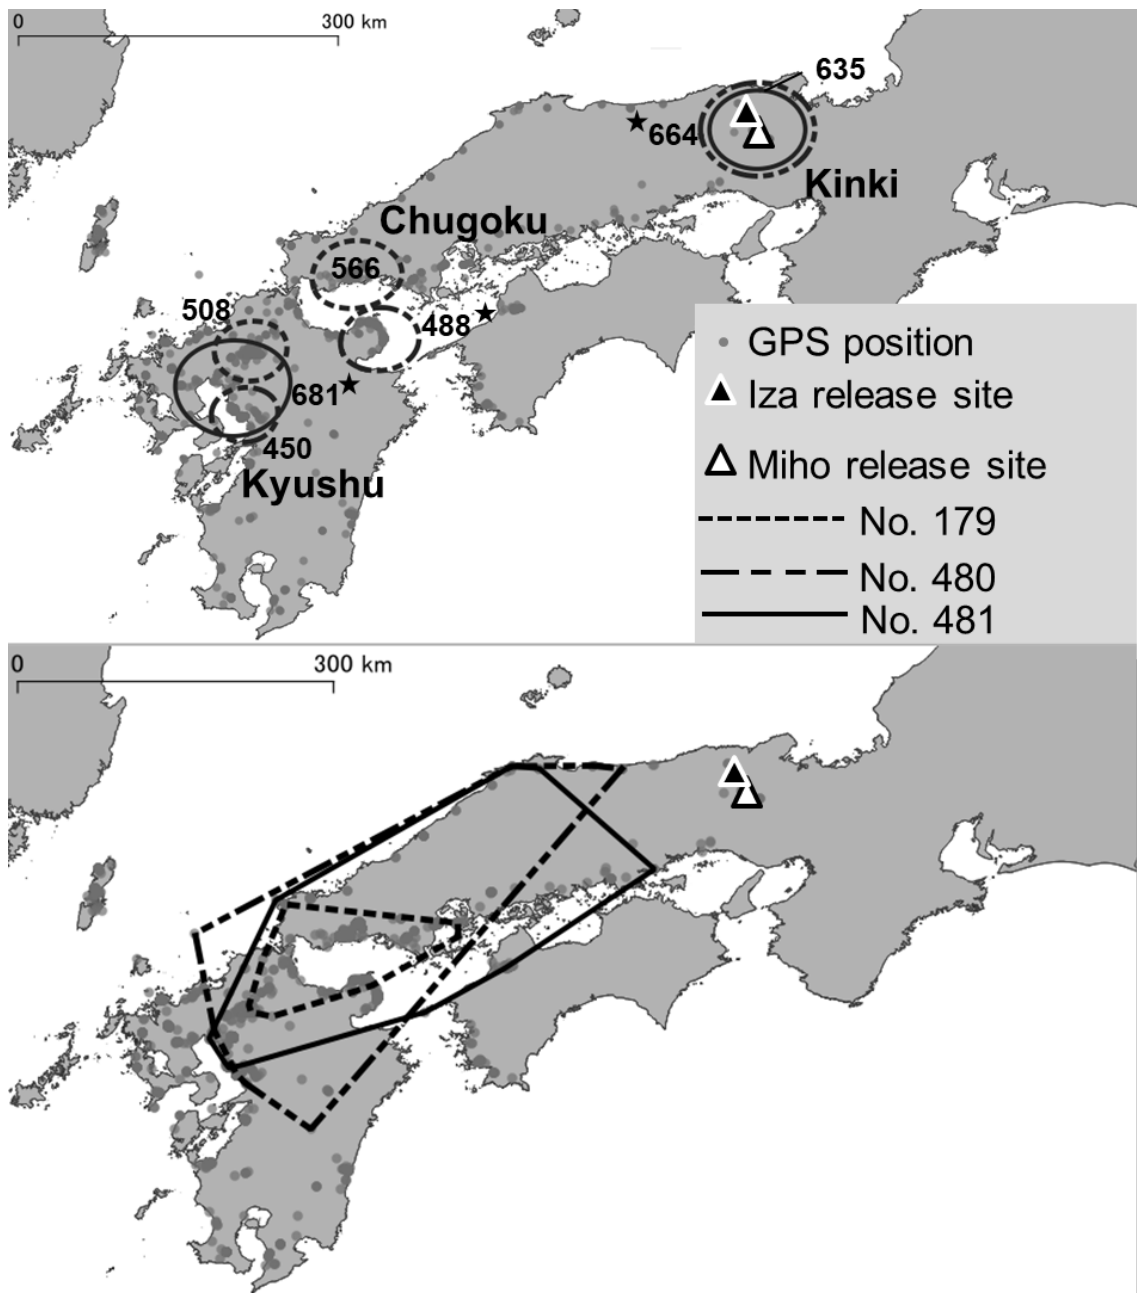 0 300 km
635
664
Kinki
Chugoku
566
508
488
681
450
Kyushu
GPS position
Iza release site
Miho release site
No. 179
No. 480
No. 481
0 300 km